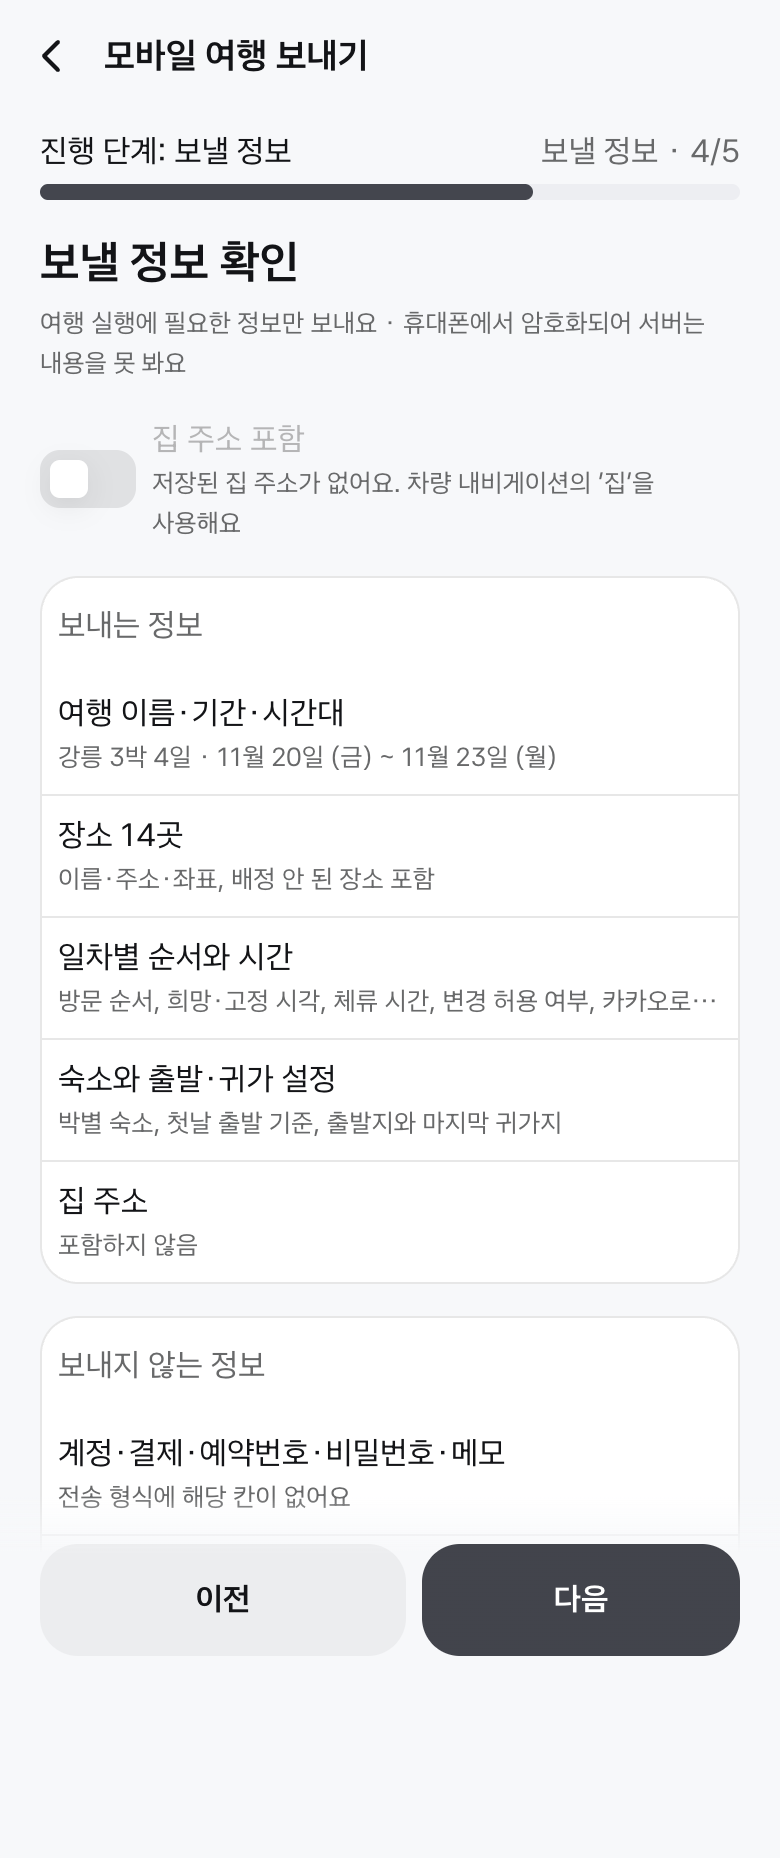 모바일 여행 보내기
진행 단계: 보낼 정보
보낼 정보 · 4/5
보낼 정보 확인
여행 실행에 필요한 정보만 보내요 · 휴대폰에서 암호화되어 서버는
내용을 못 봐요
집 주소 포함
저장된 집 주소가 없어요. 차량 내비게이션의 ‘집’을
사용해요
보내는 정보
여행 이름·기간·시간대
강릉 3박 4일 · 11월 20일 (금) ~ 11월 23일 (월)
장소 14곳
이름·주소·좌표, 배정 안 된 장소 포함
일차별 순서와 시간
방문 순서, 희망·고정 시각, 체류 시간, 변경 허용 여부, 카카오로…
숙소와 출발·귀가 설정
박별 숙소, 첫날 출발 기준, 출발지와 마지막 귀가지
집 주소
포함하지 않음
보내지 않는 정보
계정·결제·예약번호·비밀번호·메모
전송 형식에 해당 칸이 없어요
이전
다음